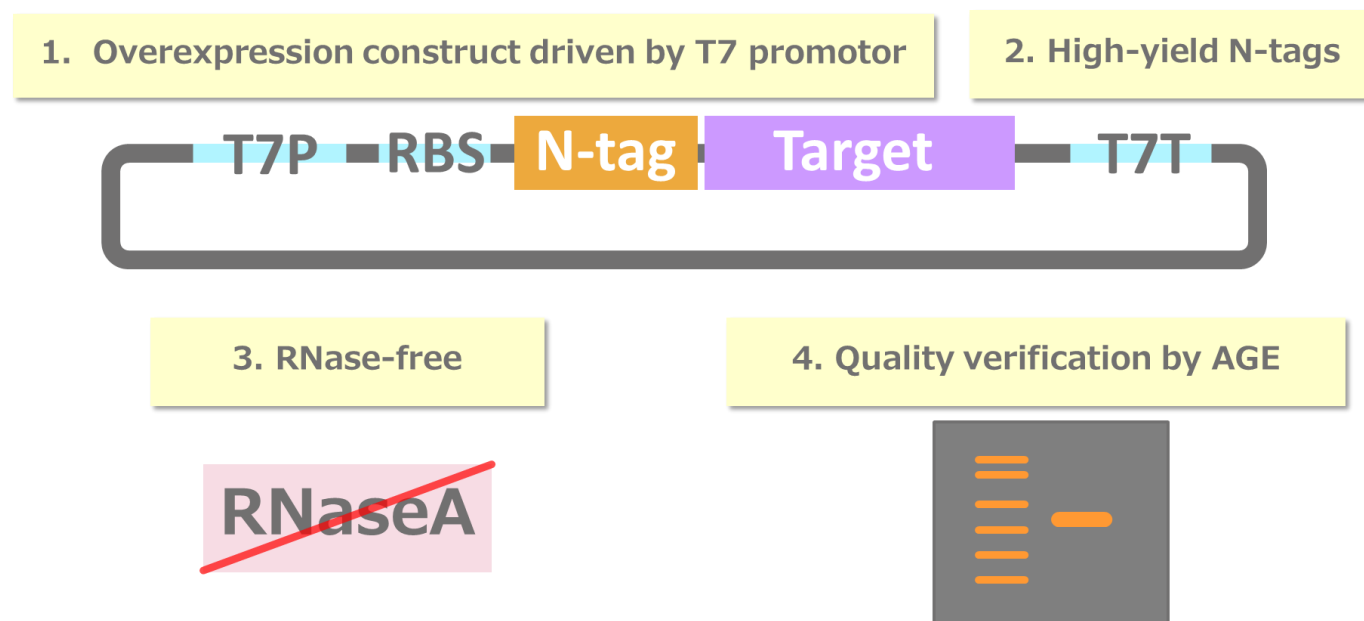 1. Overexpression construct driven by T7 promotor
2. High-yield N-tags
T7P RBS N-tag Target T7T
3. RNase-free
4. Quality verification by AGE
RNaseA